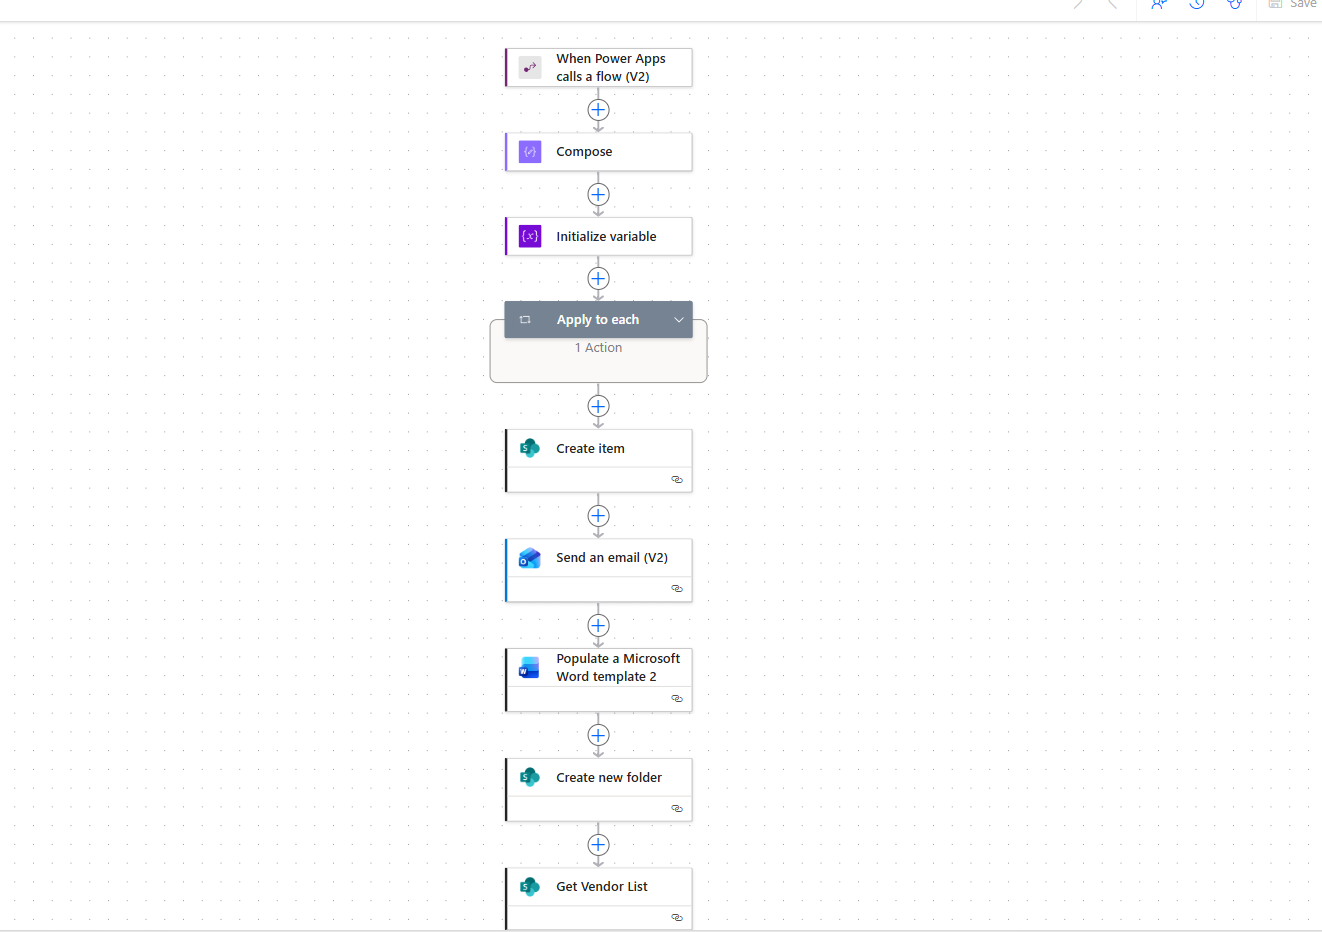 Save
When Power Apps
calls a flow (V2)
Compose
Initialize variable
Apply to each
1 Action
Create item
Send an email (V2)
Populate a Microsoft
Word template 2
Create new folder
Get Vendor List